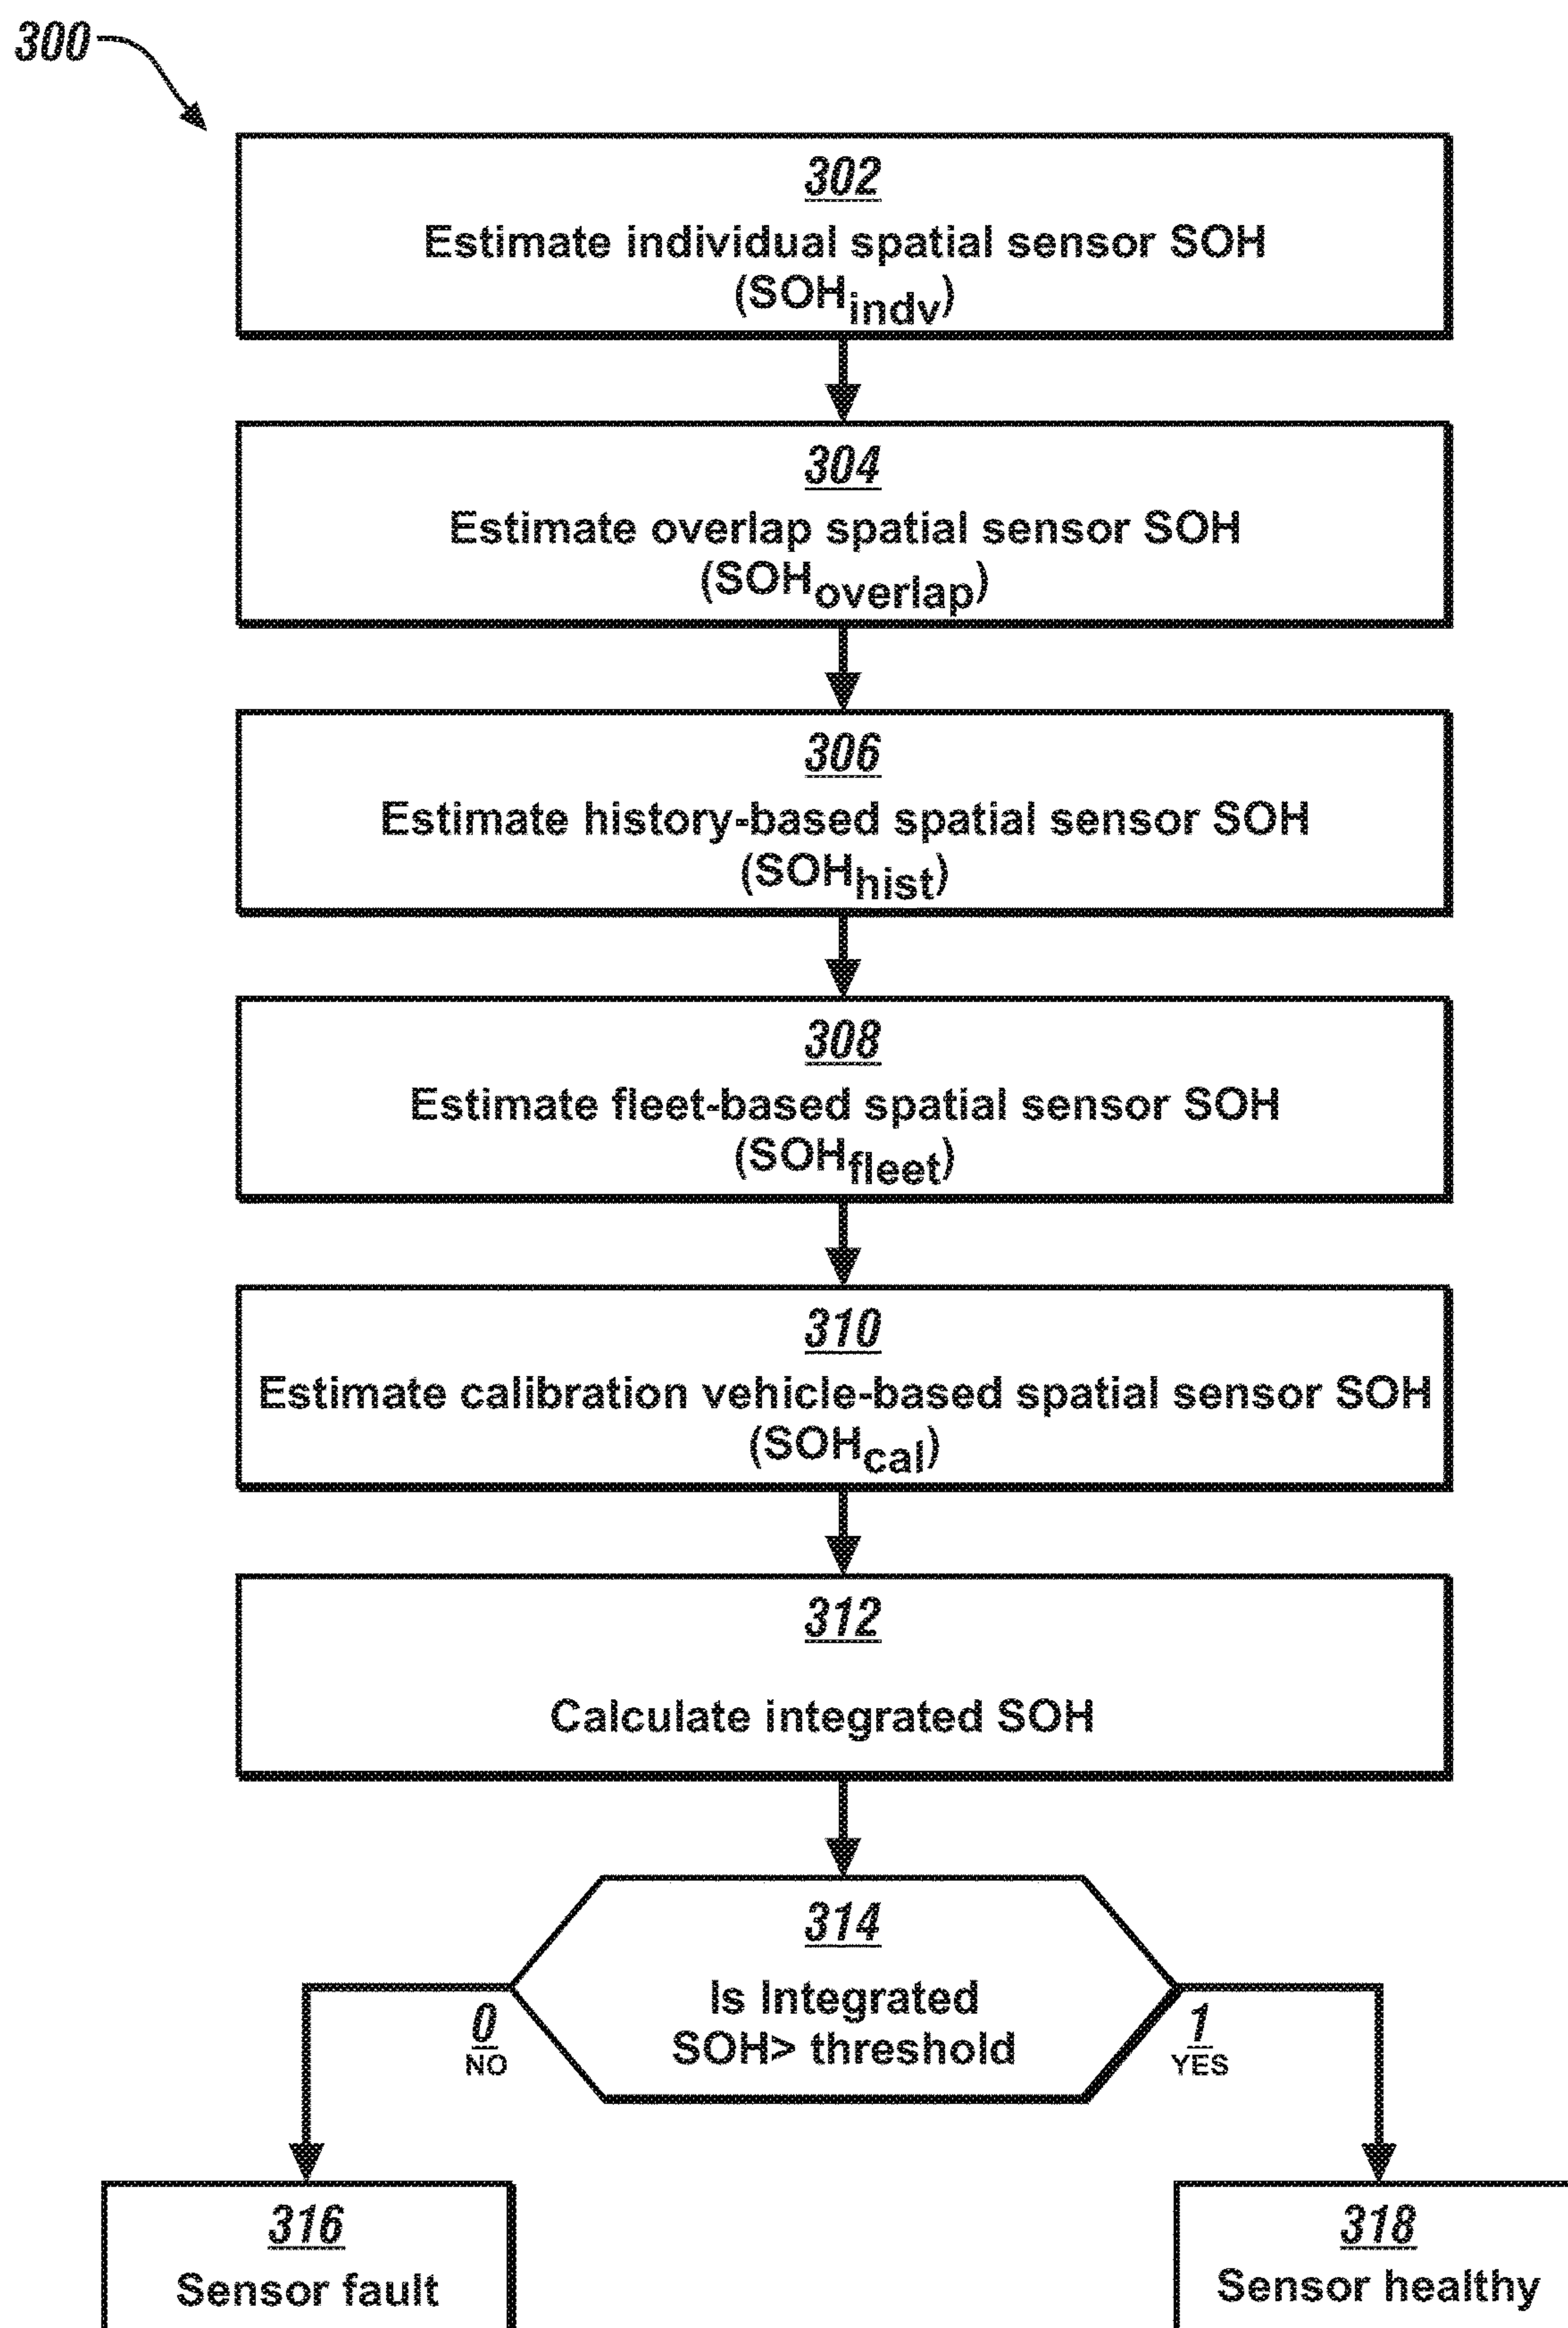 300
302
Estimate individual spatial sensor SOH
(SOHindv)
304
Estimate overlap spatial sensor SOH
(SOHoverlap)
306
Estimate history-based spatial sensor SOH
(SOHhist)
308
Estimate fleet-based spatial sensor SOH
(SOHfleet)
310
Estimate calibration vehicle-based spatial sensor SOH
(SOHcal)
312
Calculate integrated SOH
314
Is Integrated
SOH> threshold
0
NO
1
YES
316
Sensor fault
318
Sensor healthy